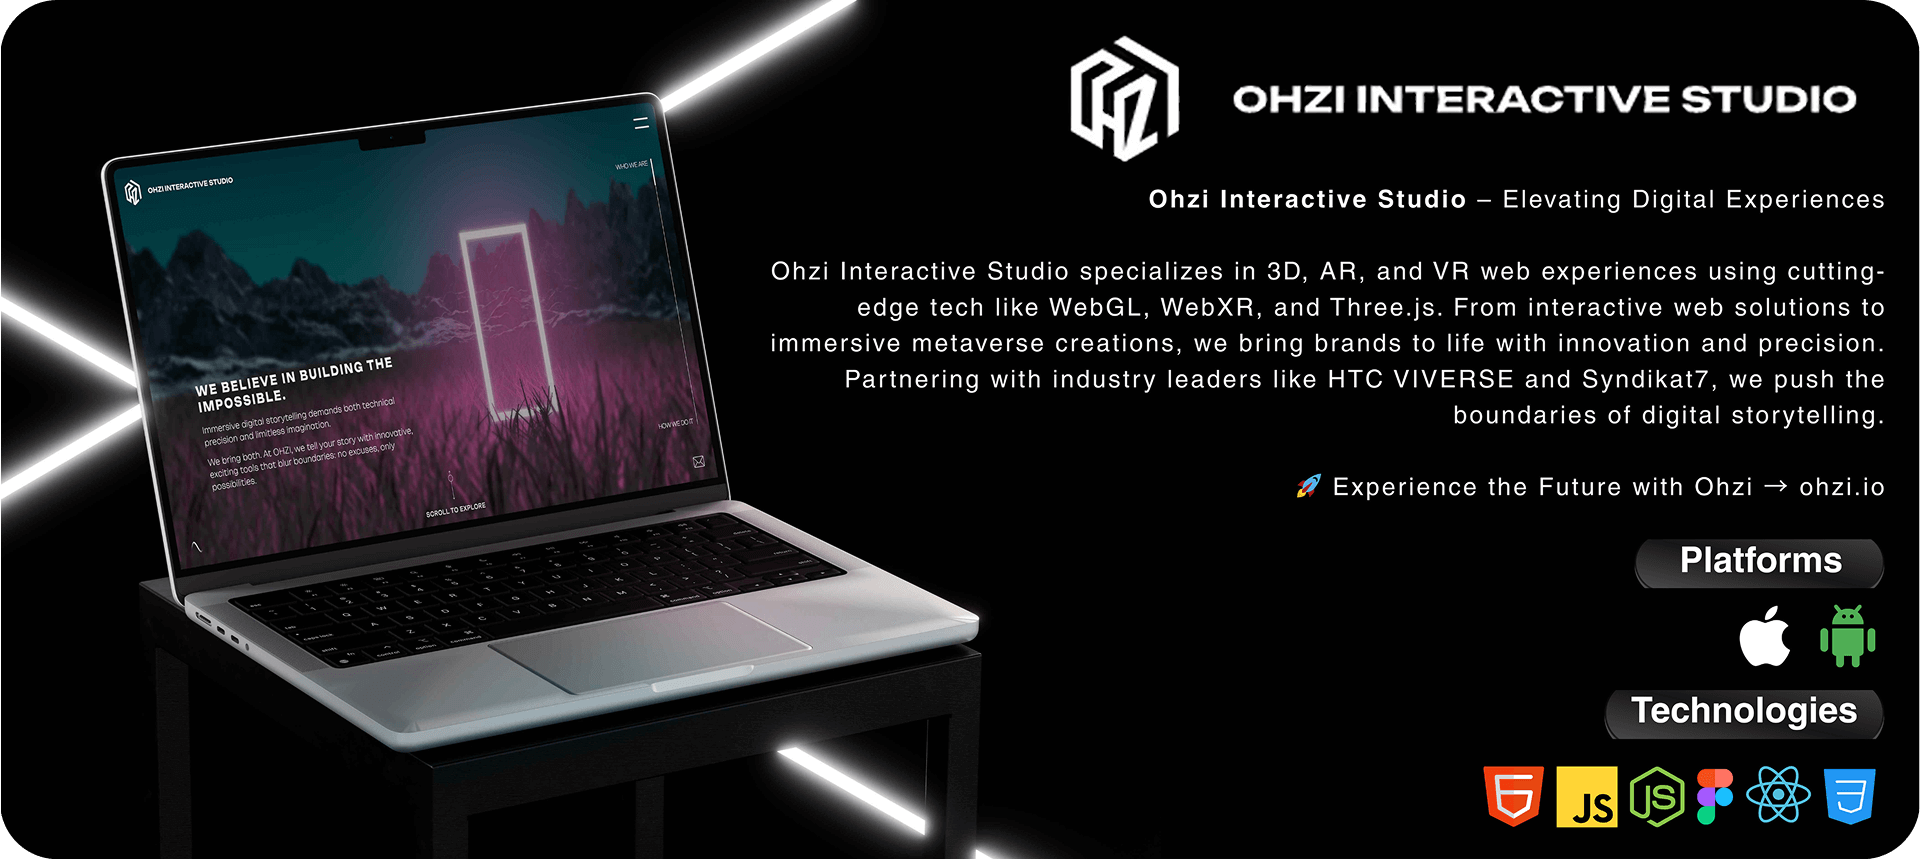 OHZI INTERACTIVE STUDIO
Ohzi Interactive Studio – Elevating Digital Experiences
Ohzi Interactive Studio specializes in 3D, AR, and VR web experiences using cutting-
edge tech like WebGL, WebXR, and Three.js. From interactive web solutions to
immersive metaverse creations, we bring brands to life with innovation and precision.
Partnering with industry leaders like HTC VIVERSE and Syndikat7, we push the
boundaries of digital storytelling.
🚀 Experience the Future with Ohzi → ohzi.io
Platforms
Technologies
JS
JS
OHZI INTERACTIVE STUDIO
WHO WE ARE
WE BELIEVE IN BUILDING THE
IMPOSSIBLE.
Immersive digital storytelling demands both technical
precision and limitless imagination.
We bring both. At OHZI, we tell your story with innovative,
exciting tools that blur boundaries: no excuses, only
possibilities.
HOW WE DO IT
SCROLL TO EXPLORE